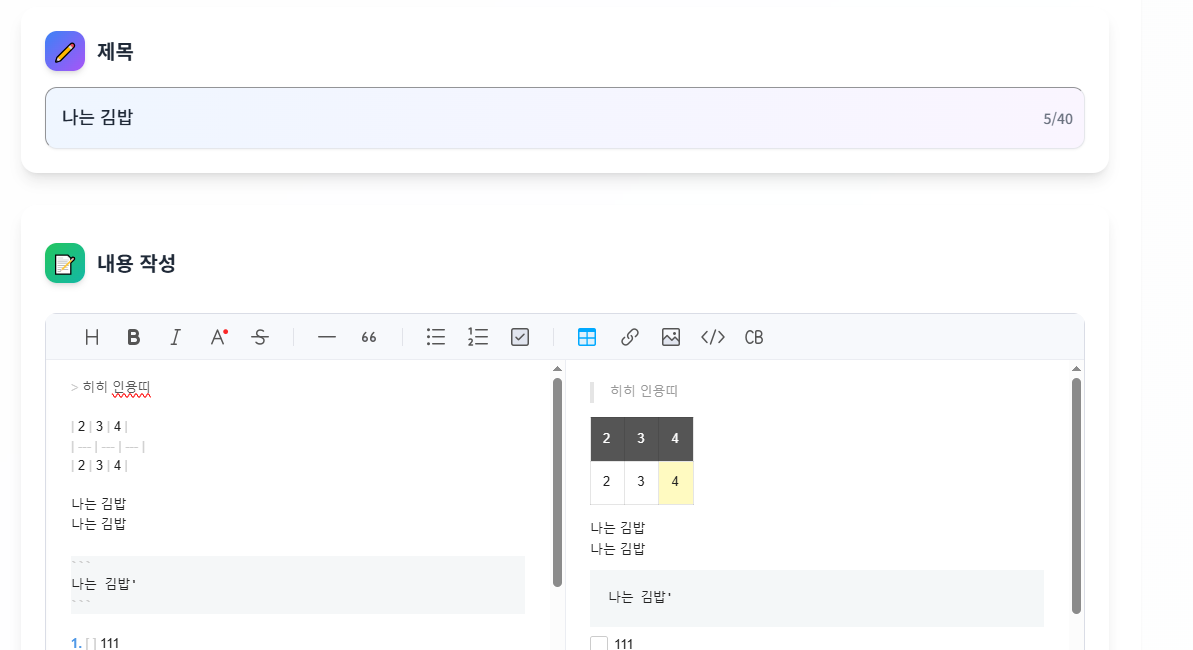 제목
나는 김밥
5/40
내용 작성
H B I A S — 66 </> CB
> 히히 인용띠
| 2 | 3 | 4 |
| --- | --- | --- |
| 2 | 3 | 4 |
나는 김밥
나는 김밥
```
나는 김밥'
```
1. [ ] 111
히히 인용띠
2 3 4
2 3 4
나는 김밥
나는 김밥
나는 김밥'
111